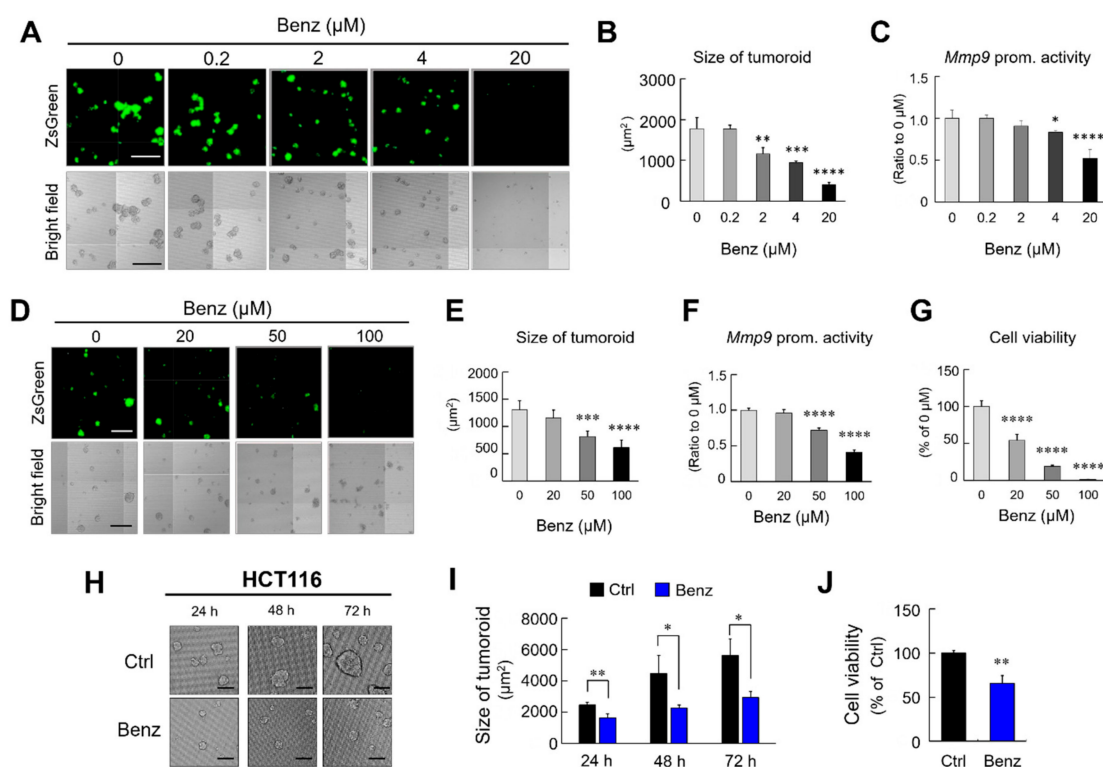 A
Benz (µM)
0 0.2 2 4 20
ZsGreen
Bright field
B
Size of tumoroid
(µm²)
3000
2000
1000
0
** *** ****
0 0.2 2 4 20
Benz (µM)
C
Mmp9 prom. activity
(Ratio to 0 µM)
1.5
1.0
0.5
0
* ****
0 0.2 2 4 20
Benz (µM)
D
Benz (µM)
0 20 50 100
ZsGreen
Bright field
E
Size of tumoroid
(µm²)
2000
1500
1000
500
0
*** ****
0 20 50 100
Benz (µM)
F
Mmp9 prom. activity
(Ratio to 0 µM)
1.5
1.0
0.5
0
**** ****
0 20 50 100
Benz (µM)
G
Cell viability
(% of 0 µM)
150
100
50
0
**** **** ****
0 20 50 100
Benz (µM)
H
HCT116
24 h 48 h 72 h
Ctrl
Benz
I
Ctrl Benz
Size of tumoroid
(µm²)
8000
6000
4000
2000
0
** * *
24 h 48 h 72 h
J
Cell viability
(% of Ctrl)
150
100
50
0
**
Ctrl Benz